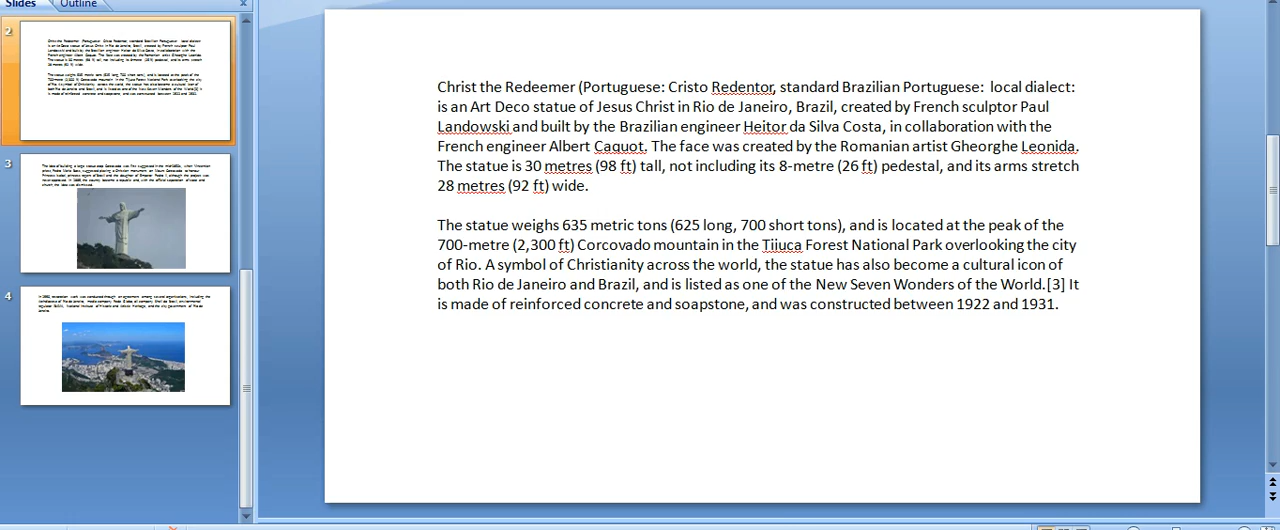 Slides
Outline
2
3
4
Christ the Redeemer (Portuguese: Cristo Redentor, standard Brazilian Portuguese:  local dialect:
is an Art Deco statue of Jesus Christ in Rio de Janeiro, Brazil, created by French sculptor Paul
Landowski and built by the Brazilian engineer Heitor da Silva Costa, in collaboration with the
French engineer Albert Caquot. The face was created by the Romanian artist Gheorghe Leonida.
The statue is 30 metres (98 ft) tall, not including its 8-metre (26 ft) pedestal, and its arms stretch
28 metres (92 ft) wide.
The statue weighs 635 metric tons (625 long, 700 short tons), and is located at the peak of the
700-metre (2,300 ft) Corcovado mountain in the Tijuca Forest National Park overlooking the city
of Rio. A symbol of Christianity across the world, the statue has also become a cultural icon of
both Rio de Janeiro and Brazil, and is listed as one of the New Seven Wonders of the World.[3] It
is made of reinforced concrete and soapstone, and was constructed between 1922 and 1931.